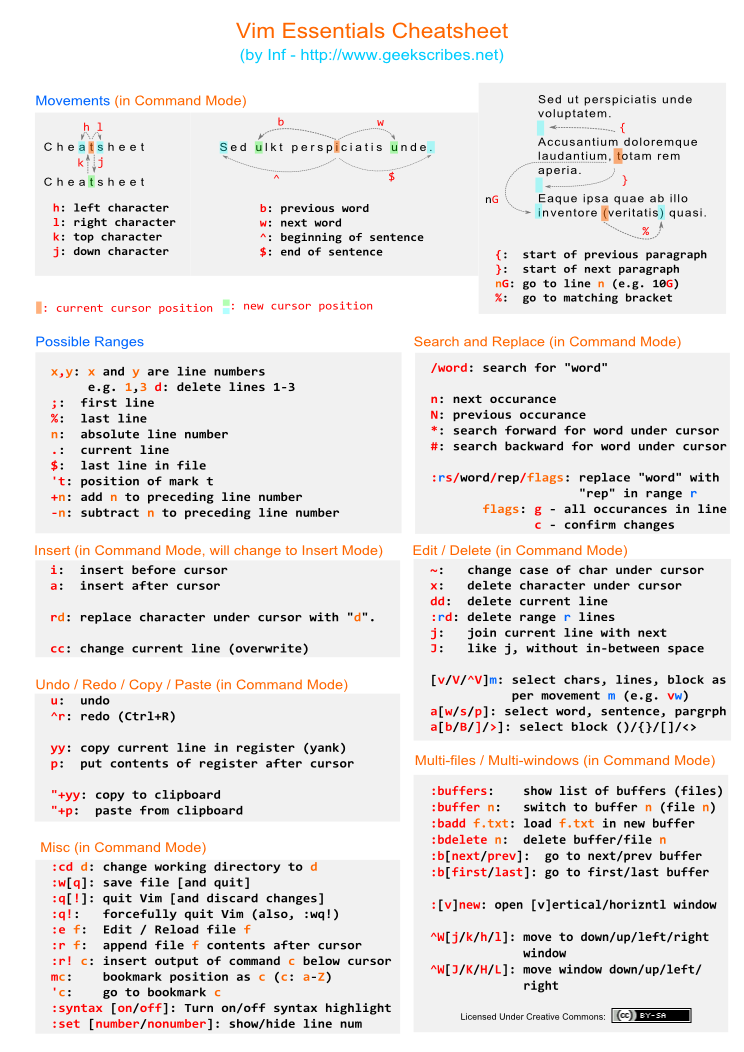 Vim Essentials Cheatsheet
(by Inf - http://www.geekscribes.net)
Movements (in Command Mode)
h l
Cheatsheet
k j
Cheatsheet
h: left character
l: right character
k: top character
j: down character
b w
Sed ulkt perspiciatis unde.
^ $
b: previous word
w: next word
^: beginning of sentence
$: end of sentence
Sed ut perspiciatis unde
voluptatem.
{
Accusantium doloremque
laudantium, totam rem
aperia.
}
nG
Eaque ipsa quae ab illo
inventore (veritatis) quasi.
%
{: start of previous paragraph
}: start of next paragraph
nG: go to line n (e.g. 10G)
%: go to matching bracket
: current cursor position : new cursor position
Possible Ranges
x,y: x and y are line numbers
e.g. 1,3 d: delete lines 1-3
;: first line
%: last line
n: absolute line number
.: current line
$: last line in file
't: position of mark t
+n: add n to preceding line number
-n: subtract n to preceding line number
Search and Replace (in Command Mode)
/word: search for "word"
n: next occurance
N: previous occurance
*: search forward for word under cursor
#: search backward for word under cursor
:rs/word/rep/flags: replace "word" with
"rep" in range r
flags: g - all occurances in line
c - confirm changes
Insert (in Command Mode, will change to Insert Mode)
i: insert before cursor
a: insert after cursor
rd: replace character under cursor with "d".
cc: change current line (overwrite)
Edit / Delete (in Command Mode)
~: change case of char under cursor
x: delete character under cursor
dd: delete current line
:rd: delete range r lines
j: join current line with next
J: like j, without in-between space
[v/V/^V]m: select chars, lines, block as
per movement m (e.g. vw)
a[w/s/p]: select word, sentence, pargrph
a[b/B/]/>]: select block ()/{}/[]/<>
Undo / Redo / Copy / Paste (in Command Mode)
u: undo
^r: redo (Ctrl+R)
yy: copy current line in register (yank)
p: put contents of register after cursor
"+yy: copy to clipboard
"+p: paste from clipboard
Multi-files / Multi-windows (in Command Mode)
:buffers: show list of buffers (files)
:buffer n: switch to buffer n (file n)
:badd f.txt: load f.txt in new buffer
:bdelete n: delete buffer/file n
:b[next/prev]: go to next/prev buffer
:b[first/last]: go to first/last buffer
:[v]new: open [v]ertical/horizntl window
^W[j/k/h/l]: move to down/up/left/right
window
^W[J/K/H/L]: move window down/up/left/
right
Misc (in Command Mode)
:cd d: change working directory to d
:w[q]: save file [and quit]
:q[!]: quit Vim [and discard changes]
:q!: forcefully quit Vim (also, :wq!)
:e f: Edit / Reload file f
:r f: append file f contents after cursor
:r! c: insert output of command c below cursor
mc: bookmark position as c (c: a-Z)
'c: go to bookmark c
:syntax [on/off]: Turn on/off syntax highlight
:set [number/nonumber]: show/hide line num
Licensed Under Creative Commons: (cc) BY-SA